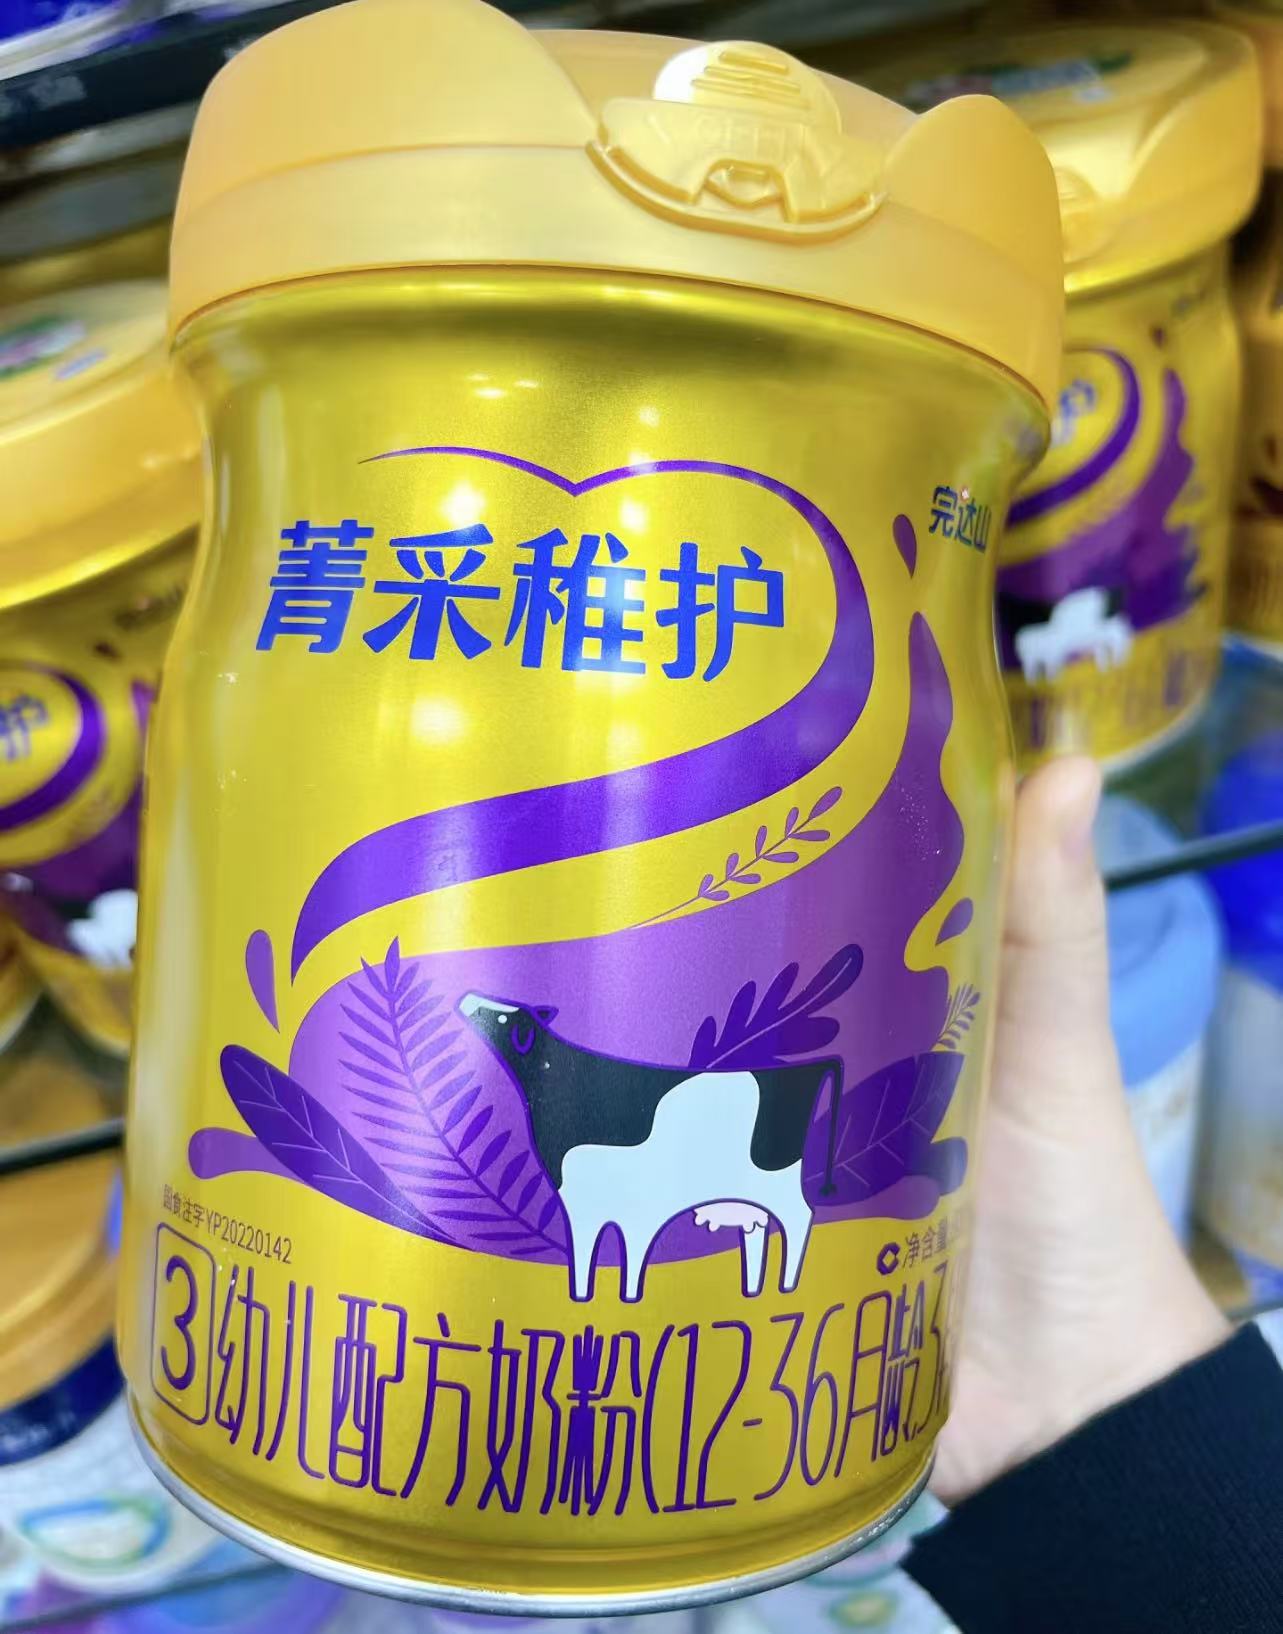 完达山
菁采稚护
国食注字YP20220142
净含量
3 幼儿配方奶粉(12-36月龄,3